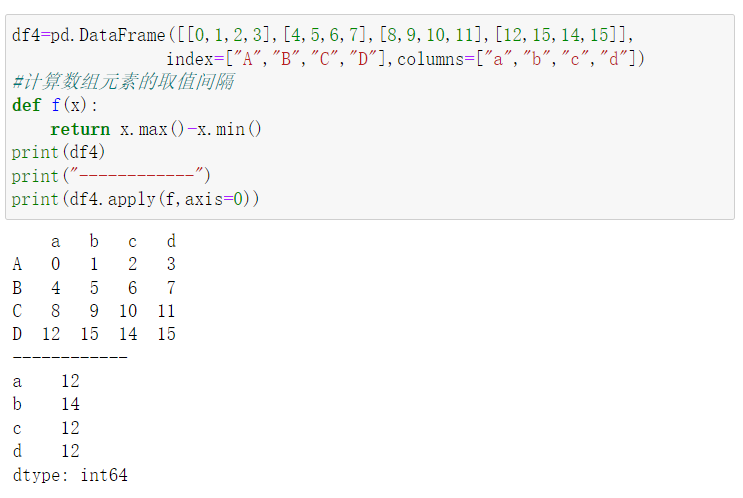 df4=pd.DataFrame([[0,1,2,3],[4,5,6,7],[8,9,10,11],[12,15,14,15]],
                index=["A","B","C","D"],columns=["a","b","c","d"])
#计算数组元素的取值间隔
def f(x):
    return x.max()-x.min()
print(df4)
print("------------")
print(df4.apply(f,axis=0))
    a   b   c   d
A   0   1   2   3
B   4   5   6   7
C   8   9  10  11
D  12  15  14  15
------------
a    12
b    14
c    12
d    12
dtype: int64